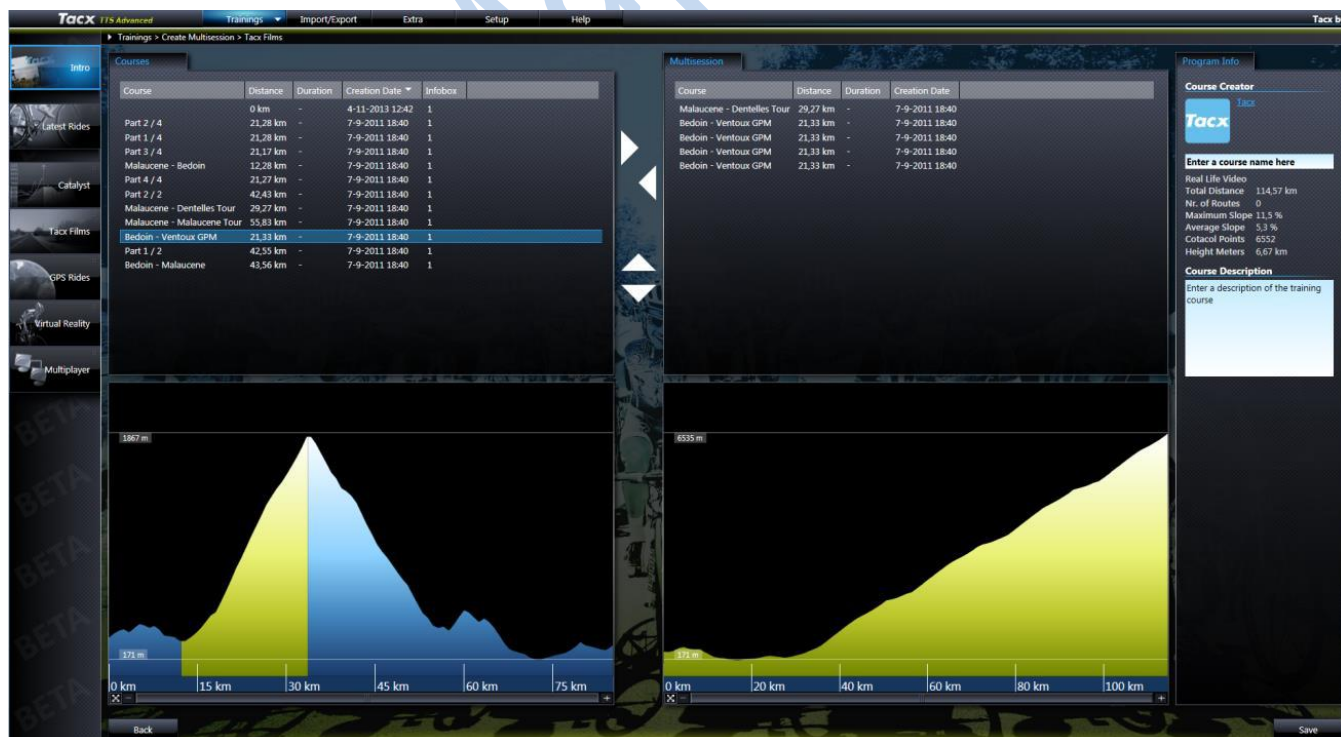 Tacx TTS Advanced Trainings Import/Export Extra Setup Help Tacx b
Trainings > Create Multisession > Tacx Films
Intro
Latest Rides
Catalyst
Tacx Films
GPS Rides
Virtual Reality
Multiplayer
Courses
Course Distance Duration Creation Date Infobox
0 km - 4-11-2013 12:42 1
Part 2 / 4 21,28 km - 7-9-2011 18:40 1
Part 1 / 4 21,28 km - 7-9-2011 18:40 1
Part 3 / 4 21,17 km - 7-9-2011 18:40 1
Malaucene - Bedoin 12,28 km - 7-9-2011 18:40 1
Part 4 / 4 21,27 km - 7-9-2011 18:40 1
Part 2 / 2 42,43 km - 7-9-2011 18:40 1
Malaucene - Dentelles Tour 29,27 km - 7-9-2011 18:40 1
Malaucene - Malaucene Tour 55,83 km - 7-9-2011 18:40 1
Bedoin - Ventoux GPM 21,33 km - 7-9-2011 18:40 1
Part 1 / 2 42,55 km - 7-9-2011 18:40 1
Bedoin - Malaucene 43,56 km - 7-9-2011 18:40 1
Multisession
Course Distance Duration Creation Date
Malaucene - Dentelles Tour 29,27 km - 7-9-2011 18:40
Bedoin - Ventoux GPM 21,33 km - 7-9-2011 18:40
Bedoin - Ventoux GPM 21,33 km - 7-9-2011 18:40
Bedoin - Ventoux GPM 21,33 km - 7-9-2011 18:40
Bedoin - Ventoux GPM 21,33 km - 7-9-2011 18:40
Program Info
Course Creator
Tacx
Tacx
Enter a course name here
Real Life Video
Total Distance 114,57 km
Nr. of Routes 0
Maximum Slope 11,5 %
Average Slope 5,3 %
Cotacol Points 6552
Height Meters 6,67 km
Course Description
Enter a description of the training
course
1867 m
171 m
0 km 15 km 30 km 45 km 60 km 75 km
6535 m
171 m
0 km 20 km 40 km 60 km 80 km 100 km
BETA
BETA
BETA
BETA
BETA
Back
Save